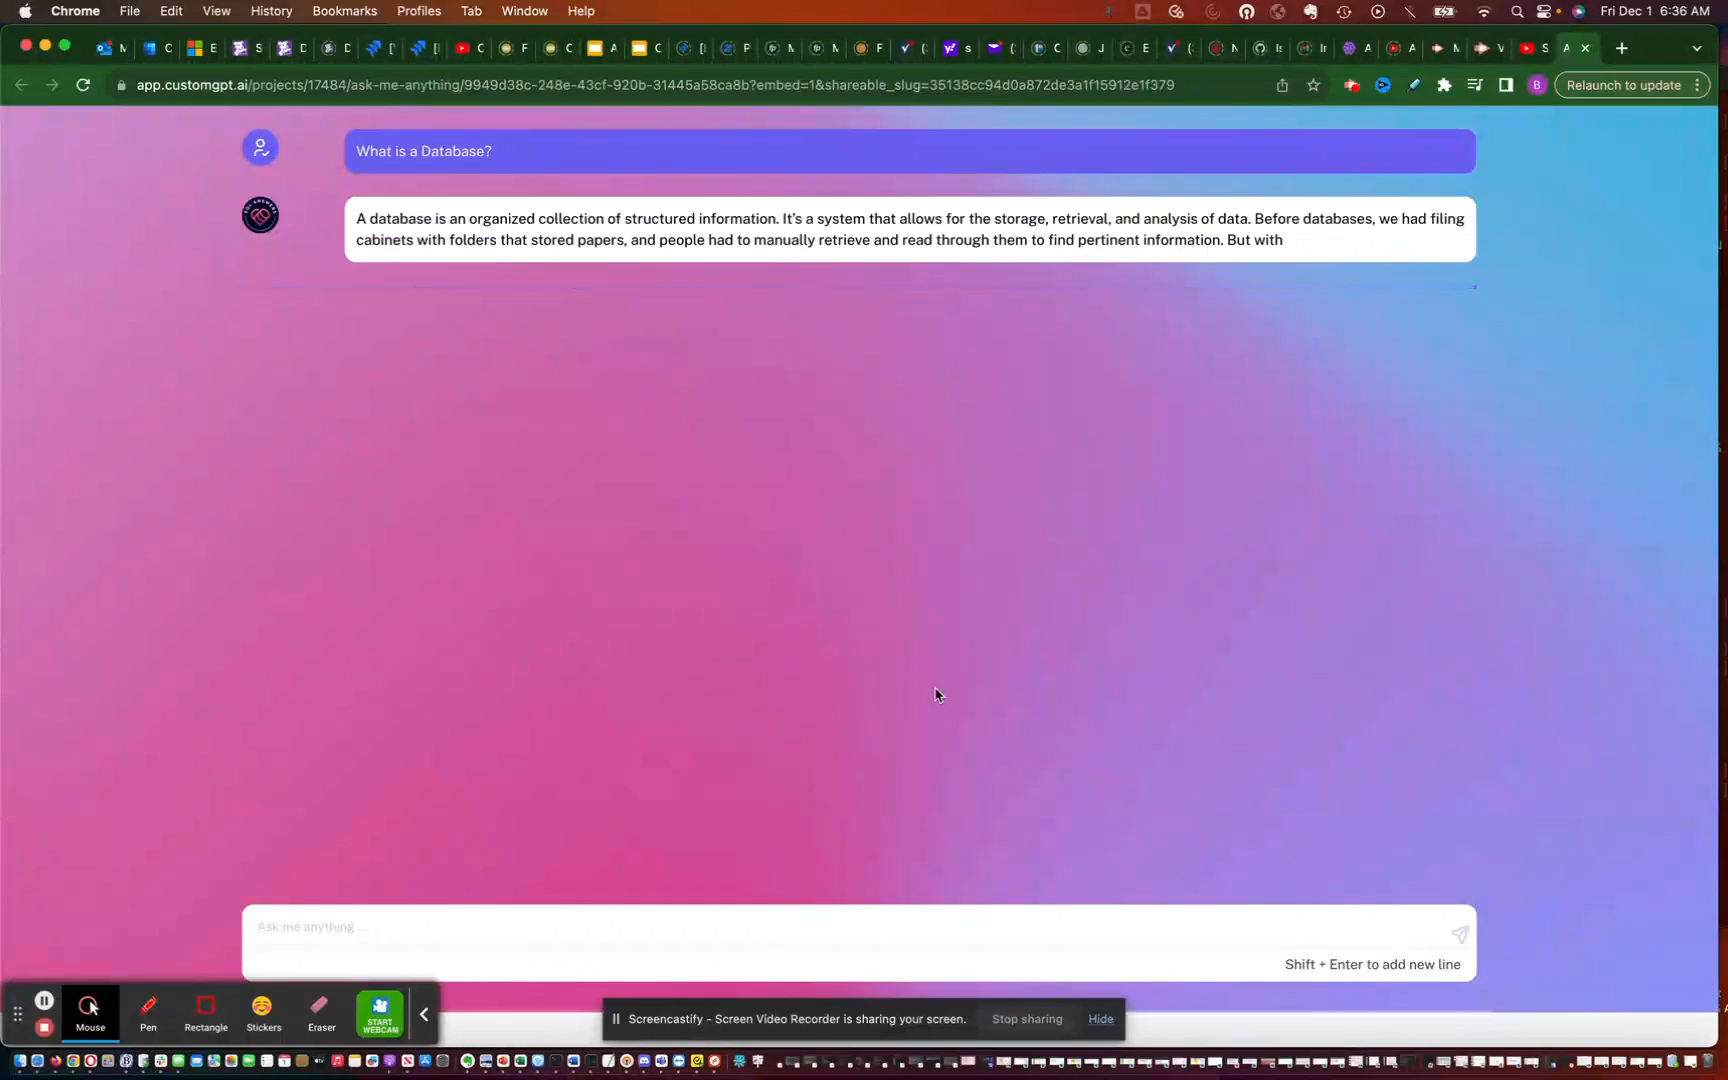 Chrome File Edit View History Bookmarks Profiles Tab Window Help Fri Dec 1 6:36 AM
app.customgpt.ai/projects/17484/ask-me-anything/9949d38c-248e-43cf-920b-31445a58ca8b?embed=1&shareable_slug=35138cc94d0a872de3a1f15912e1f379 Relaunch to update
What is a Database?
A database is an organized collection of structured information. It's a system that allows for the storage, retrieval, and analysis of data. Before databases, we had filing
cabinets with folders that stored papers, and people had to manually retrieve and read through them to find pertinent information. But with
Ask me anything ...
Shift + Enter to add new line
Mouse Pen Rectangle Stickers Eraser START WEBCAM
Screencastify - Screen Video Recorder is sharing your screen. Stop sharing Hide